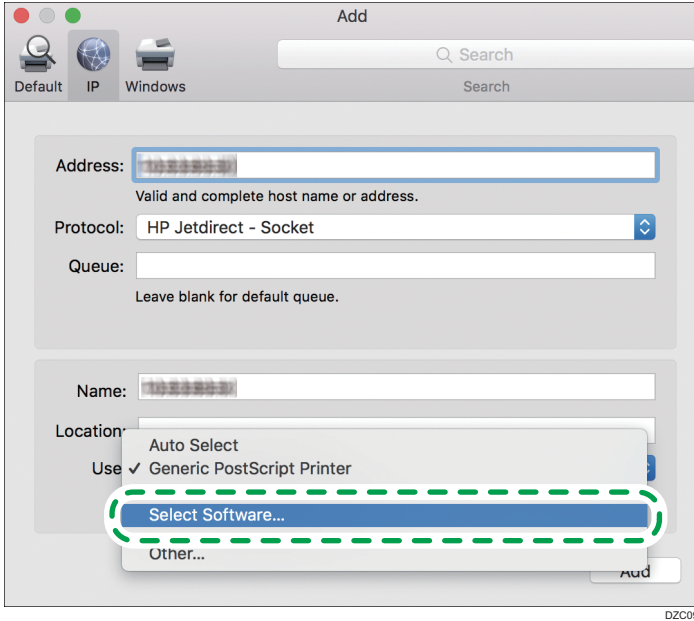 Add
Search
Default IP Windows
Search
Address:
Valid and complete host name or address.
Protocol: HP Jetdirect - Socket
Queue:
Leave blank for default queue.
Name:
Location:
Auto Select
Use ✓ Generic PostScript Printer
Select Software...
Other...
Add